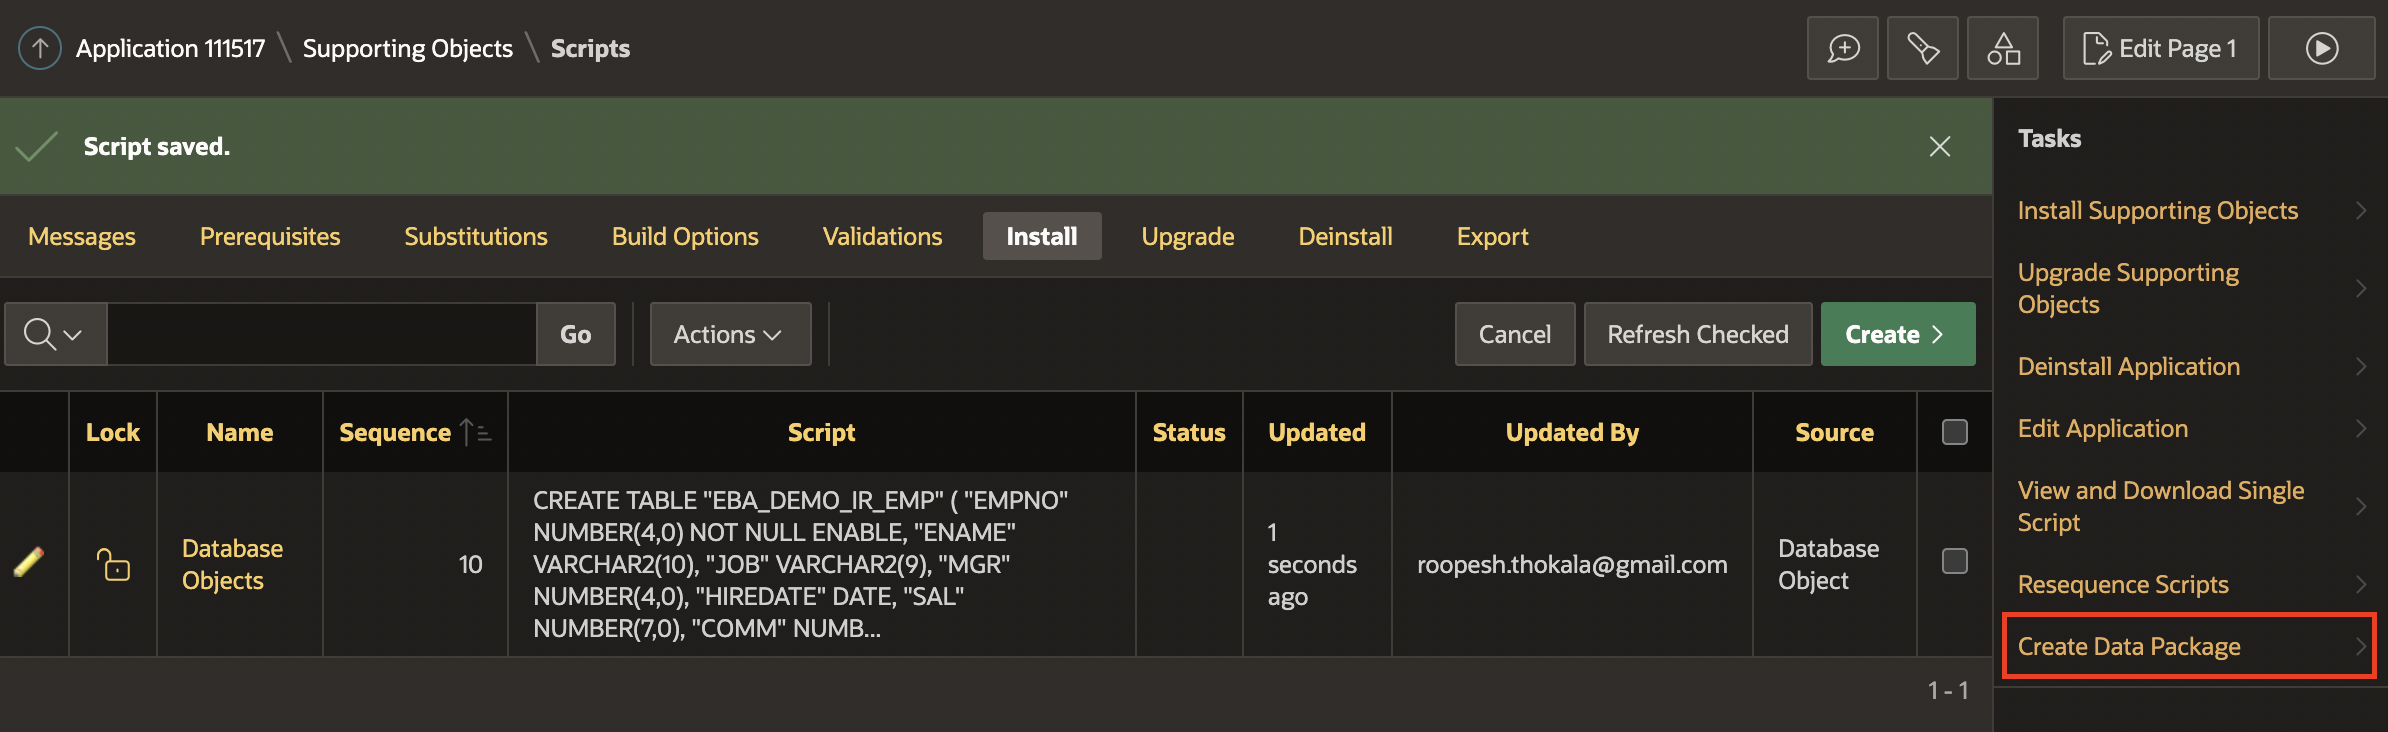 Application 111517 \ Supporting Objects \ Scripts
Edit Page 1
Script saved.
Messages Prerequisites Substitutions Build Options Validations Install Upgrade Deinstall Export
Go Actions Cancel Refresh Checked Create
Lock Name Sequence Script Status Updated Updated By Source
Database
Objects
10
CREATE TABLE "EBA_DEMO_IR_EMP" ( "EMPNO"
NUMBER(4,0) NOT NULL ENABLE, "ENAME"
VARCHAR2(10), "JOB" VARCHAR2(9), "MGR"
NUMBER(4,0), "HIREDATE" DATE, "SAL"
NUMBER(7,0), "COMM" NUMB...
1
seconds
ago
roopesh.thokala@gmail.com
Database
Object
1 - 1
Tasks
Install Supporting Objects
Upgrade Supporting
Objects
Deinstall Application
Edit Application
View and Download Single
Script
Resequence Scripts
Create Data Package